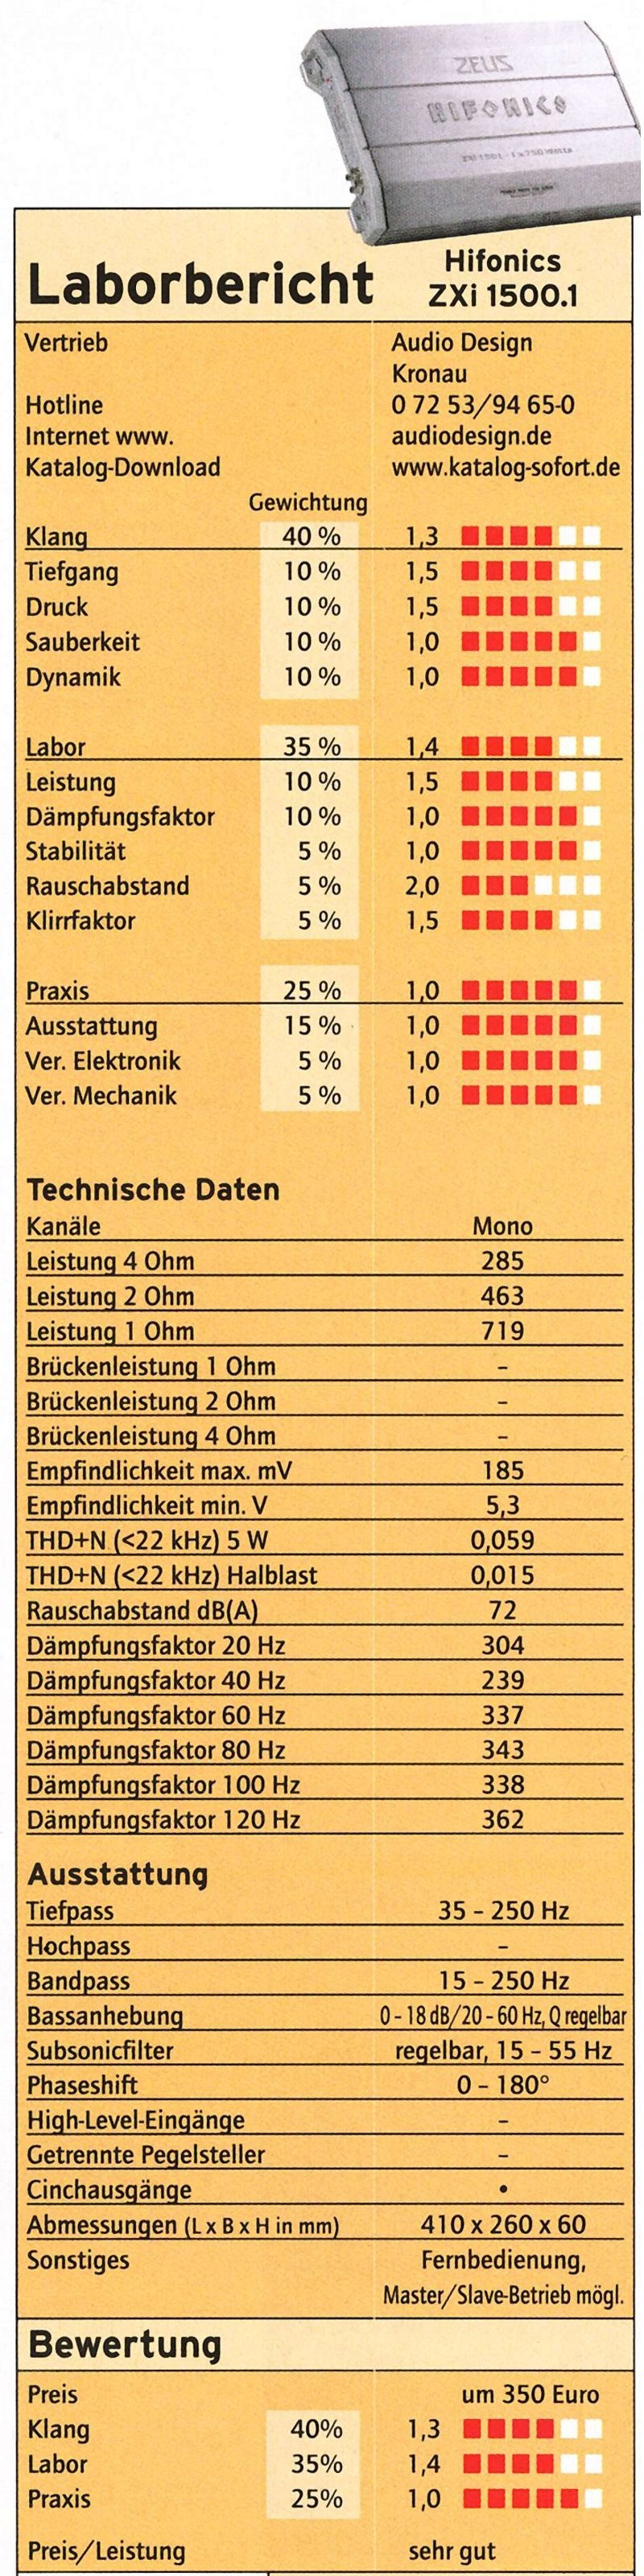 ZEUS
HIFONICS
Laborbericht
Hifonics
ZXi 1500.1
Vertrieb Audio Design
Kronau
Hotline 0 72 53/94 65-0
Internet www. audiodesign.de
Katalog-Download www.katalog-sofort.de
Gewichtung
Klang 40 % 1,3
Tiefgang 10 % 1,5
Druck 10 % 1,5
Sauberkeit 10 % 1,0
Dynamik 10 % 1,0
Labor 35 % 1,4
Leistung 10 % 1,5
Dämpfungsfaktor 10 % 1,0
Stabilität 5 % 1,0
Rauschabstand 5 % 2,0
Klirrfaktor 5 % 1,5
Praxis 25 % 1,0
Ausstattung 15 % 1,0
Ver. Elektronik 5 % 1,0
Ver. Mechanik 5 % 1,0
Technische Daten
Kanäle Mono
Leistung 4 Ohm 285
Leistung 2 Ohm 463
Leistung 1 Ohm 719
Brückenleistung 1 Ohm –
Brückenleistung 2 Ohm –
Brückenleistung 4 Ohm –
Empfindlichkeit max. mV 185
Empfindlichkeit min. V 5,3
THD+N (<22 kHz) 5 W 0,059
THD+N (<22 kHz) Halblast 0,015
Rauschabstand dB(A) 72
Dämpfungsfaktor 20 Hz 304
Dämpfungsfaktor 40 Hz 239
Dämpfungsfaktor 60 Hz 337
Dämpfungsfaktor 80 Hz 343
Dämpfungsfaktor 100 Hz 338
Dämpfungsfaktor 120 Hz 362
Ausstattung
Tiefpass 35 – 250 Hz
Hochpass –
Bandpass 15 – 250 Hz
Bassanhebung 0 – 18 dB/20 – 60 Hz, Q regelbar
Subsonicfilter regelbar, 15 – 55 Hz
Phaseshift 0 – 180°
High-Level-Eingänge –
Getrennte Pegelsteller –
Cinchausgänge •
Abmessungen (L x B x H in mm) 410 x 260 x 60
Sonstiges Fernbedienung,
Master/Slave-Betrieb mögl.
Bewertung
Preis um 350 Euro
Klang 40% 1,3
Labor 35% 1,4
Praxis 25% 1,0
Preis/Leistung sehr gut